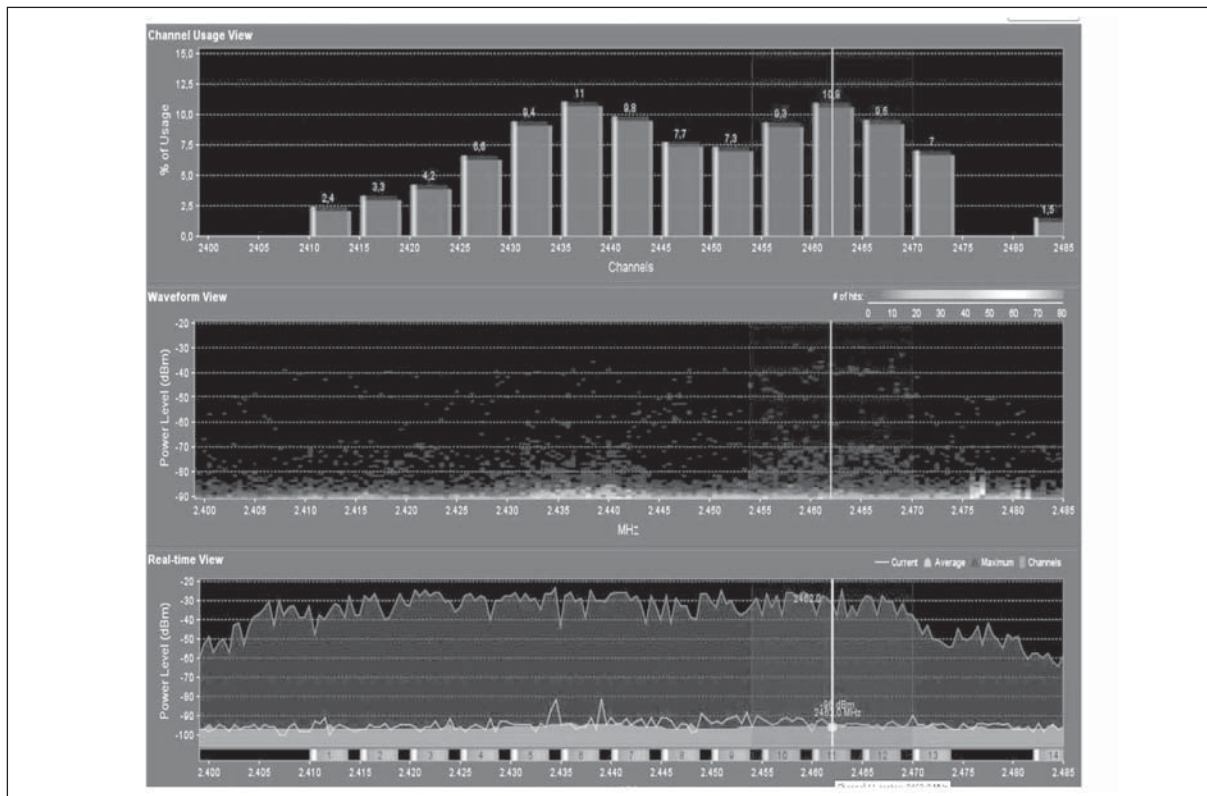 Channel Usage View
15,0
12,5
10,0
7,5
5,0
2,5
0,0
% of Usage
2,4
3,3
4,2
6,6
9,4
11
9,8
7,7
7,3
9,3
10,9
9,5
7
1,5
2400 2405 2410 2415 2420 2425 2430 2435 2440 2445 2450 2455 2460 2465 2470 2475 2480 2485
Channels
Waveform View
# of hits:
0 10 20 30 40 50 60 70 80
-20
-30
-40
-50
-60
-70
-80
-90
Power Level (dBm)
2.400 2.405 2.410 2.415 2.420 2.425 2.430 2.435 2.440 2.445 2.450 2.455 2.460 2.465 2.470 2.475 2.480 2.485
MHz
Real-time View
Current Average Maximum Channels
-20
-30
-40
-50
-60
-70
-80
-90
-100
Power Level (dBm)
2462.0
-96 dBm
2462.0 MHz
1 2 3 4 5 6 7 8 9 10 11 12 13 14
2.400 2.405 2.410 2.415 2.420 2.425 2.430 2.435 2.440 2.445 2.450 2.455 2.460 2.465 2.470 2.475 2.480 2.485